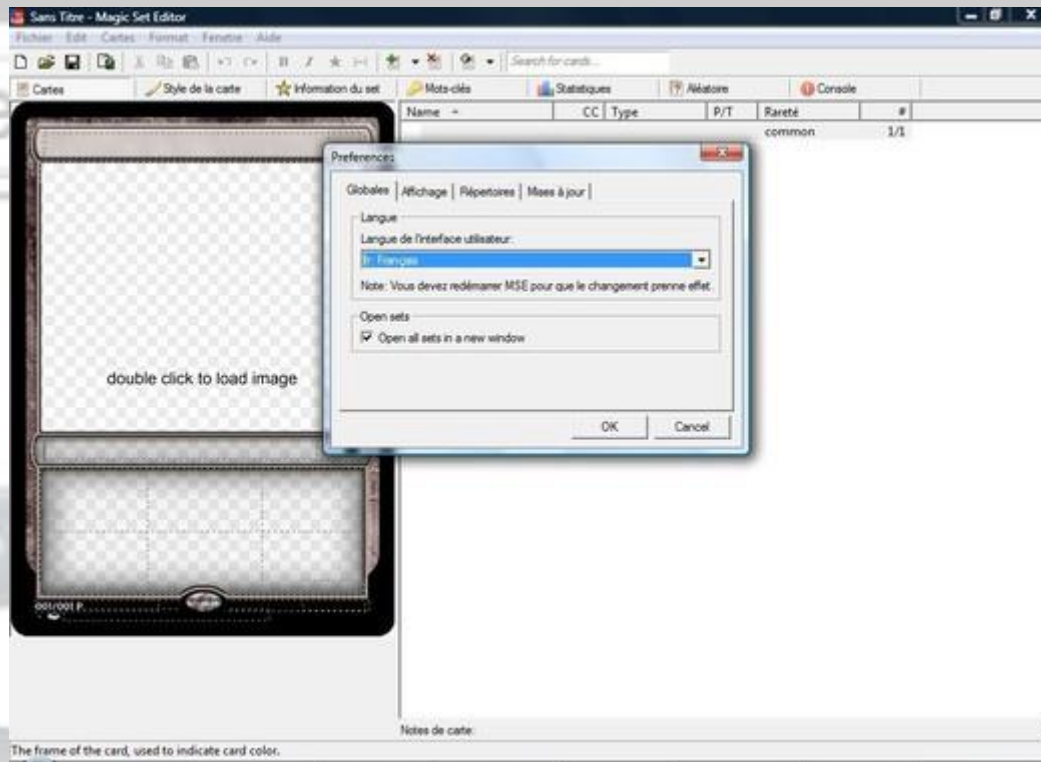 Sans Titre - Magic Set Editor
Fichier Edit Cartes Format Fenetre Aide
Search for cards...
Cartes Style de la carte Information du set Mots-clés Statistiques Aléatoire Console
Name CC Type P/T Rareté #
common 1/1
Preferences
Globales Affichage Répertoires Mises à jour
Langue
Langue de l'interface utilisateur:
fr: Français
Note: Vous devez redémarrer MSE pour que le changement prenne effet.
Open sets
Open all sets in a new window
double click to load image
OK Cancel
001/001 P
Notes de carte:
The frame of the card, used to indicate card color.